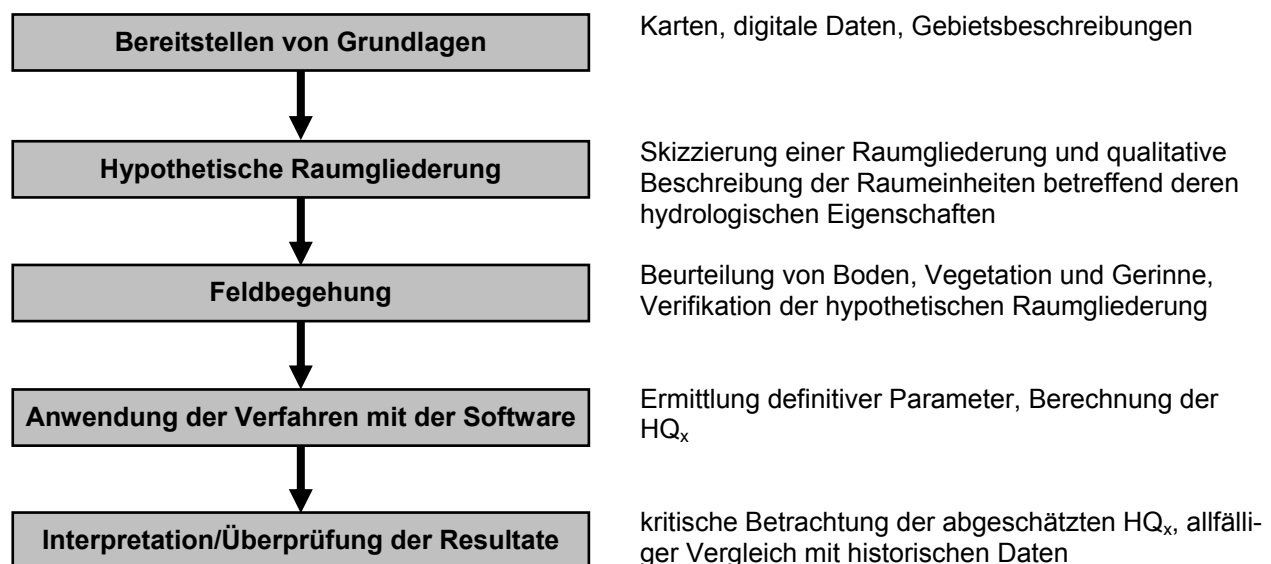 Bereitstellen von Grundlagen
Karten, digitale Daten, Gebietsbeschreibungen
Hypothetische Raumgliederung
Skizzierung einer Raumgliederung und qualitative
Beschreibung der Raumeinheiten betreffend deren
hydrologischen Eigenschaften
Feldbegehung
Beurteilung von Boden, Vegetation und Gerinne,
Verifikation der hypothetischen Raumgliederung
Anwendung der Verfahren mit der Software
Ermittlung definitiver Parameter, Berechnung der
HQx
Interpretation/Überprüfung der Resultate
kritische Betrachtung der abgeschätzten HQx, allfälli-
ger Vergleich mit historischen Daten